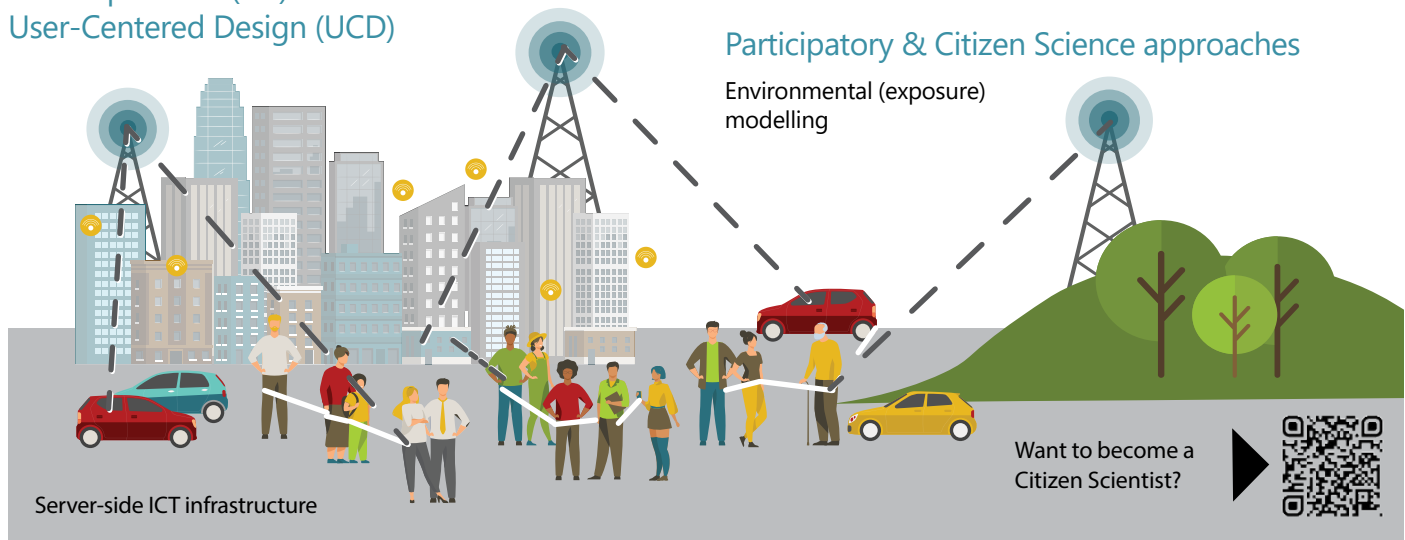 User-Centered Design (UCD)
Participatory & Citizen Science approaches
Environmental (exposure)
modelling
Want to become a
Citizen Scientist?
Server-side ICT infrastructure